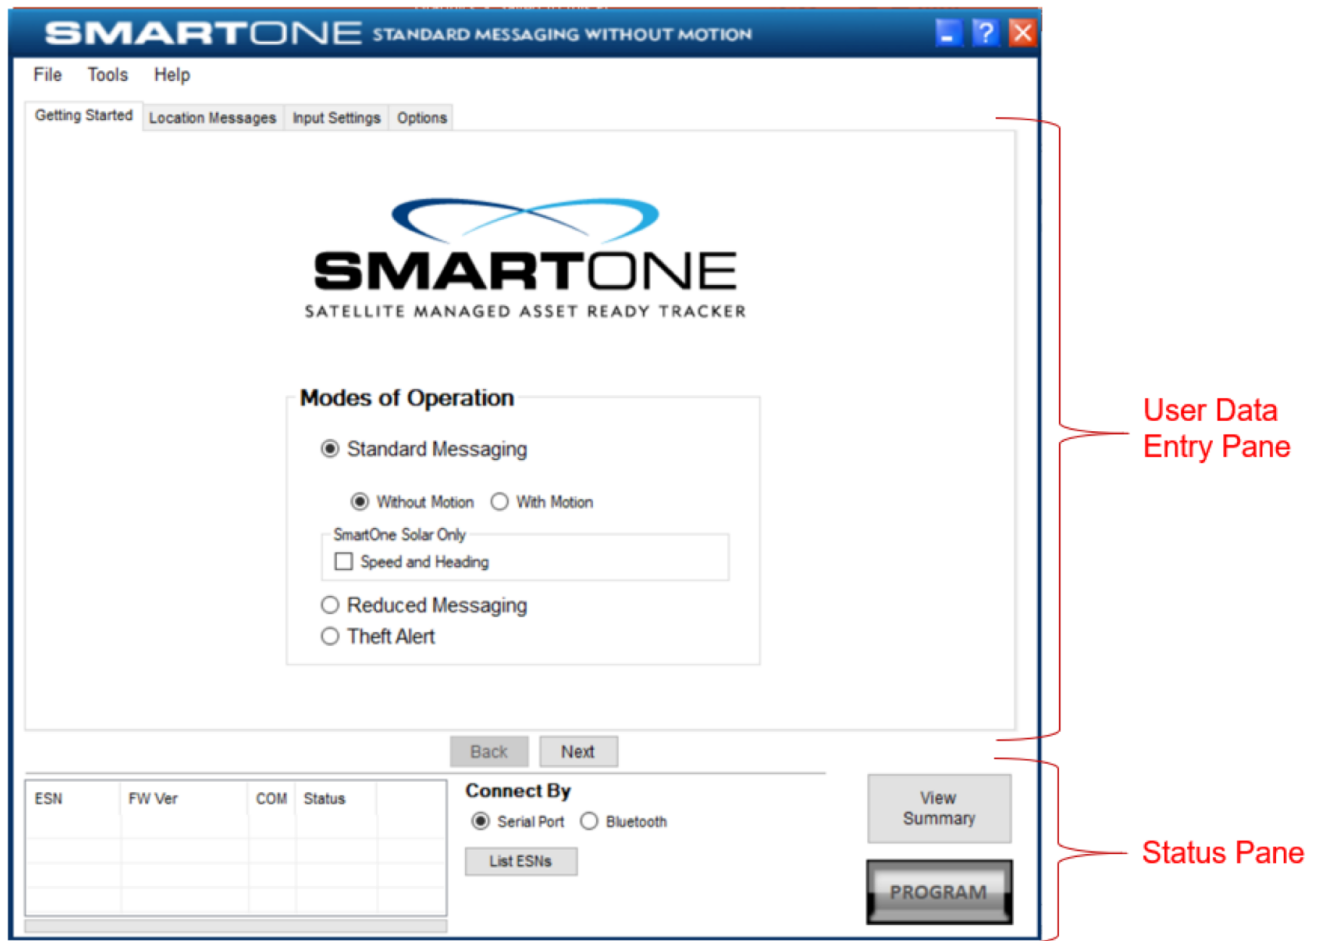 SMARTONE STANDARD MESSAGING WITHOUT MOTION
File Tools Help
Getting Started Location Messages Input Settings Options
SMARTONE
SATELLITE MANAGED ASSET READY TRACKER
Modes of Operation
Standard Messaging
Without Motion With Motion
SmartOne Solar Only
Speed and Heading
Reduced Messaging
Theft Alert
User Data
Entry Pane
Back Next
ESN FW Ver COM Status
Connect By
Serial Port Bluetooth
List ESNs
View
Summary
PROGRAM
Status Pane